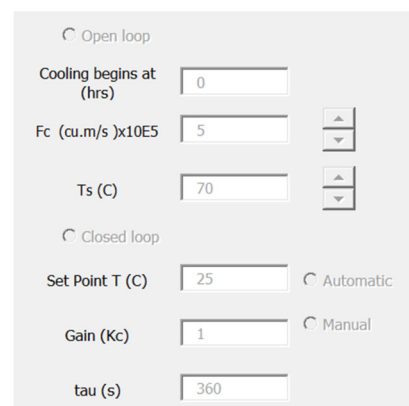 Open loop
Cooling begins at
(hrs)
0
Fc (cu.m/s )x10E5
5
Ts (C)
70
Closed loop
Set Point T (C)
25
Automatic
Manual
Gain (Kc)
1
tau (s)
360